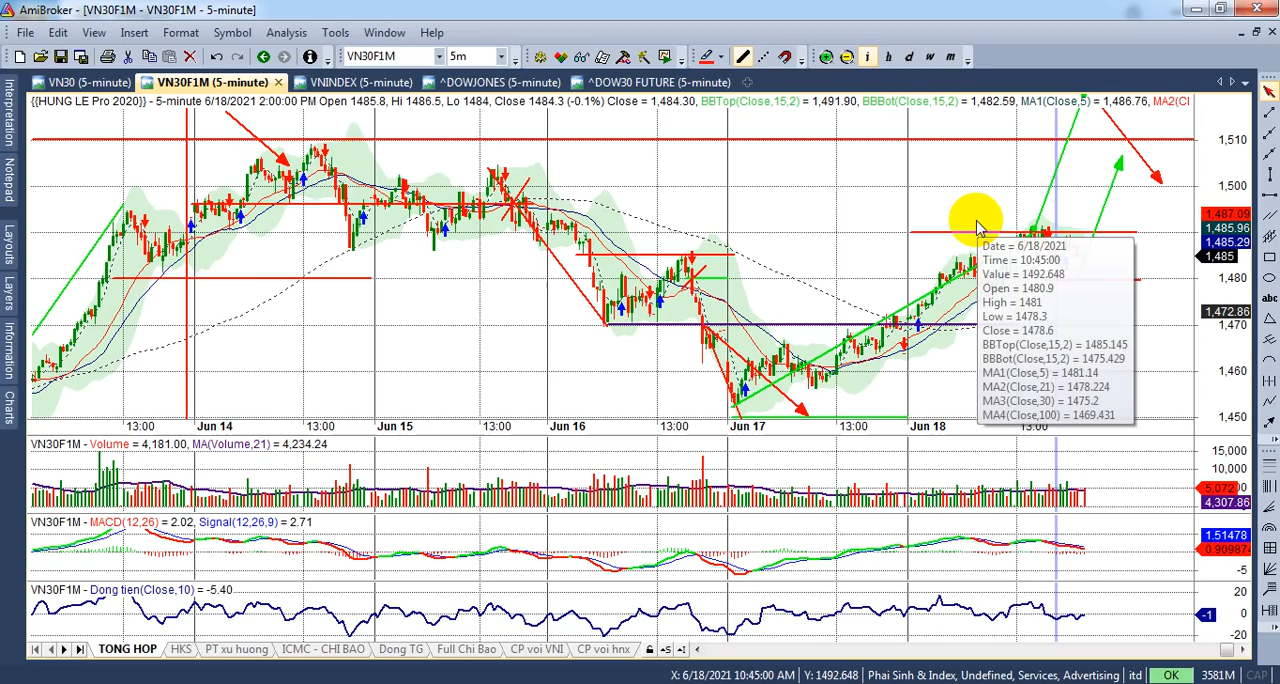 AmiBroker - [VN30F1M - VN30F1M - 5-minute]
File Edit View Insert Format Symbol Analysis Tools Window Help
VN30F1M 5m i h d w m
VN30 (5-minute) VN30F1M (5-minute) VNINDEX (5-minute) ^DOWJONES (5-minute) ^DOW30 FUTURE (5-minute)
{{HUNG LE Pro 2020}} - 5-minute 6/18/2021 2:00:00 PM Open 1485.8, Hi 1486.5, Lo 1484, Close 1484.3 (-0.1%) Close = 1,484.30, BBTop(Close,15,2) = 1,491.90, BBBot(Close,15,2) = 1,482.59, MA1(Close,5) = 1,486.76, MA2(Cl
Interpretation
Notepad
Layouts
Layers
Information
Charts
1,510
1,500
1,487.09
1,485.96
1,485.29
1,485
1,480
1,472.86
1,470
1,460
1,450
Date = 6/18/2021
Time = 10:45:00
Value = 1492.648
Open = 1480.9
High = 1481
Low = 1478.3
Close = 1478.6
BBTop(Close,15,2) = 1485.145
BBBot(Close,15,2) = 1475.429
MA1(Close,5) = 1481.14
MA2(Close,21) = 1478.224
MA3(Close,30) = 1475.2
MA4(Close,100) = 1469.431
13:00 Jun 14 13:00 Jun 15 13:00 Jun 16 13:00 Jun 17 13:00 Jun 18 13:00
VN30F1M - Volume = 4,181.00, MA(Volume,21) = 4,234.24
15,000
10,000
5,072
4,307.86
VN30F1M - MACD(12,26) = 2.02, Signal(12,26,9) = 2.71
1.51478
0.909874
-5
VN30F1M - Dong tien(Close,10) = -5.40
20
0
-1
-20
TONG HOP HKS PT xu huong ICMC - CHI BAO Dong TG Full Chi Bao CP voi VNI CP voi hnx
X: 6/18/2021 10:45:00 AM Y: 1492.648 Phai Sinh & Index, Undefined, Services, Advertising itd OK 3581M CAP
abc